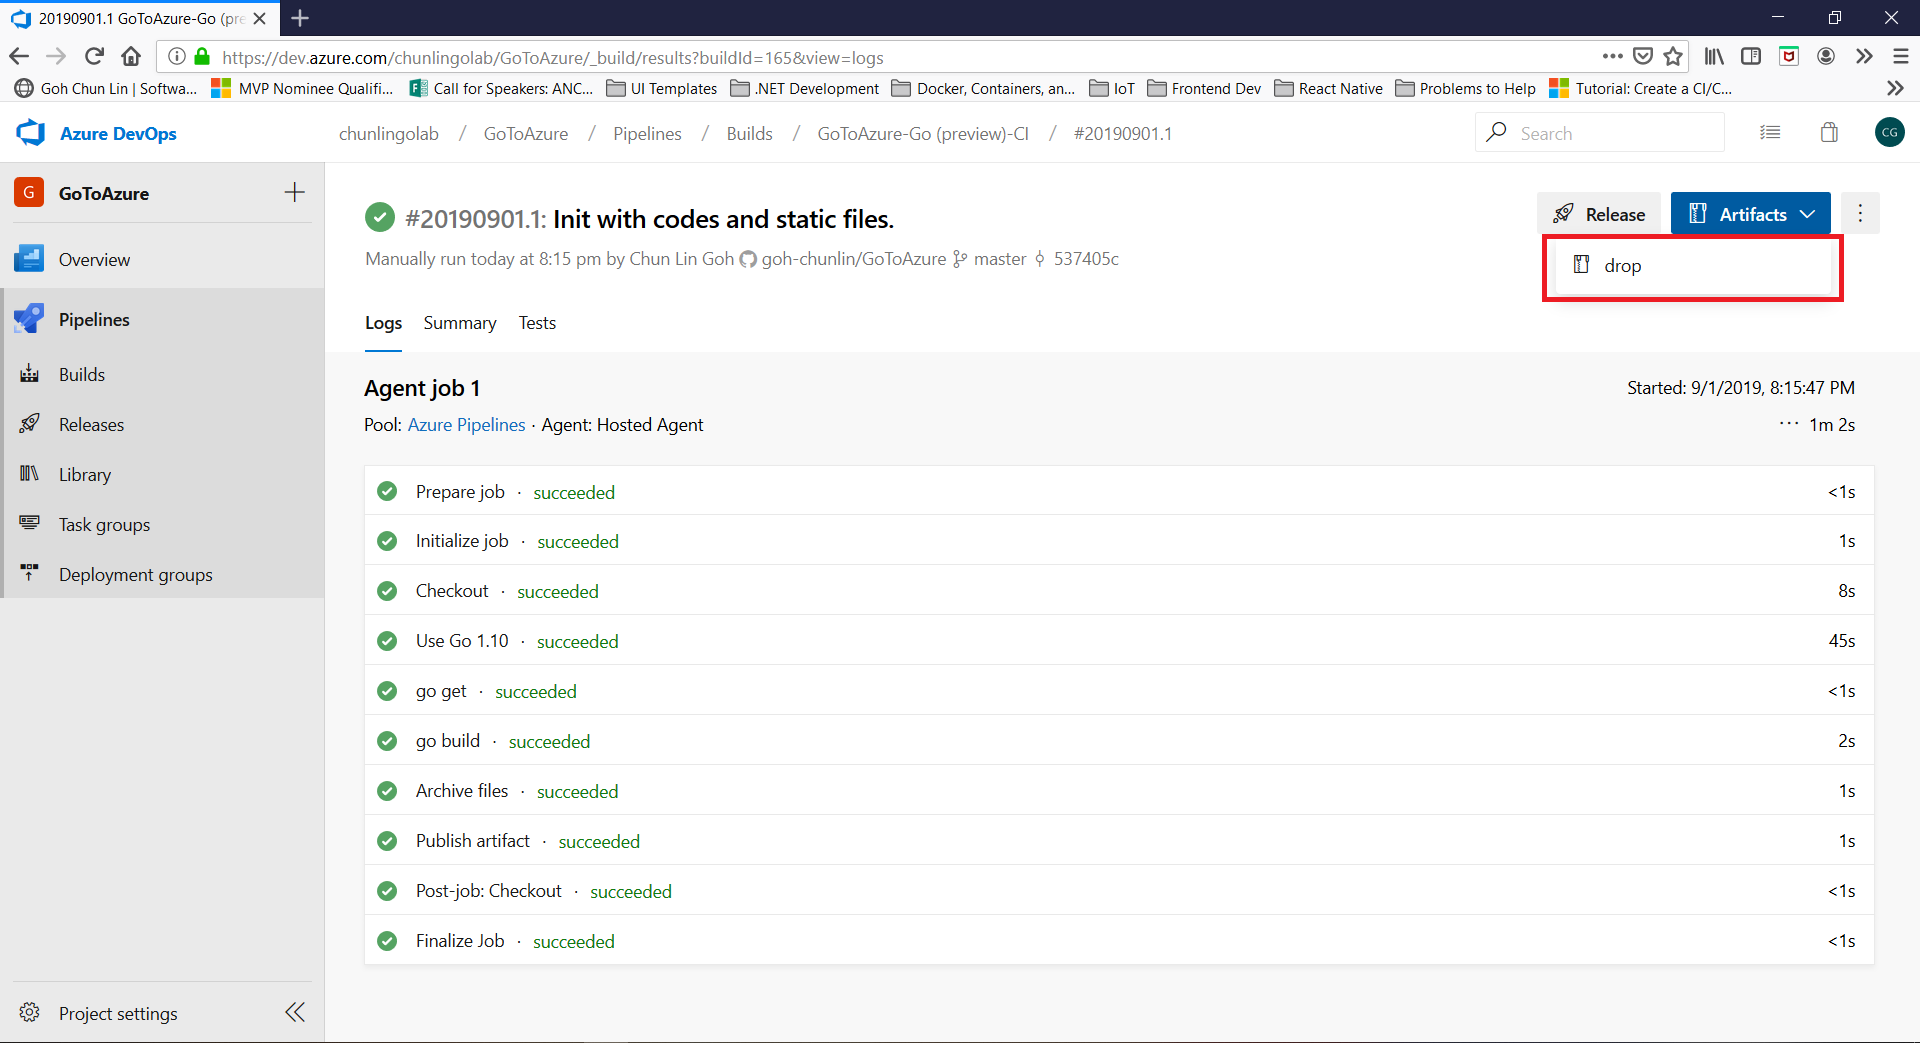 20190901.1 GoToAzure-Go (pre
https://dev.azure.com/chunlingolab/GoToAzure/_build/results?buildId=165&view=logs
Goh Chun Lin | Softwa... MVP Nominee Qualifi... Call for Speakers: ANC... UI Templates .NET Development Docker, Containers, an... IoT Frontend Dev React Native Problems to Help Tutorial: Create a CI/C...
Azure DevOps chunlingolab / GoToAzure / Pipelines / Builds / GoToAzure-Go (preview)-CI / #20190901.1 Search CG
G GoToAzure
#20190901.1: Init with codes and static files. Release Artifacts
Manually run today at 8:15 pm by Chun Lin Goh goh-chunlin/GoToAzure master 537405c
drop
Overview
Pipelines
Builds
Releases
Library
Task groups
Deployment groups
Logs Summary Tests
Agent job 1 Started: 9/1/2019, 8:15:47 PM
Pool: Azure Pipelines · Agent: Hosted Agent ··· 1m 2s
Prepare job · succeeded <1s
Initialize job · succeeded 1s
Checkout · succeeded 8s
Use Go 1.10 · succeeded 45s
go get · succeeded <1s
go build · succeeded 2s
Archive files · succeeded 1s
Publish artifact · succeeded 1s
Post-job: Checkout · succeeded <1s
Finalize Job · succeeded <1s
Project settings